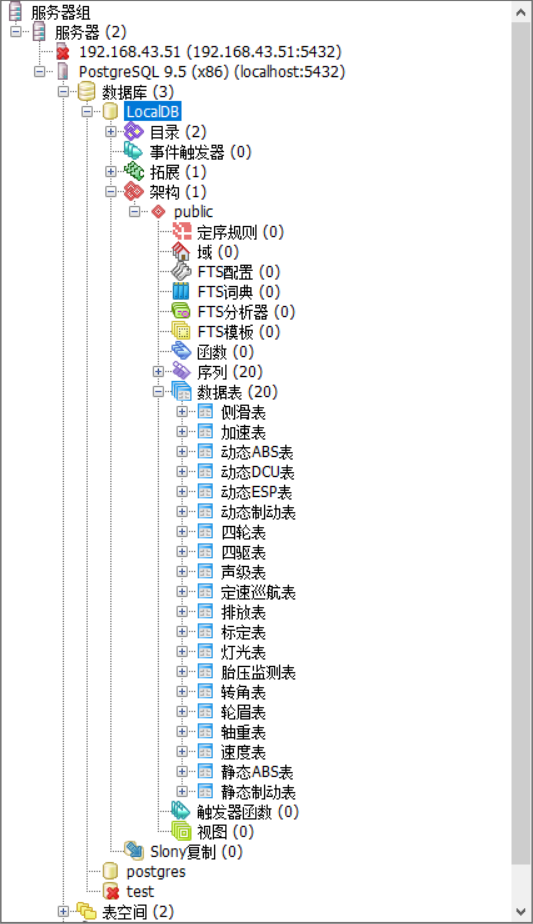 服务器组
服务器 (2)
192.168.43.51 (192.168.43.51:5432)
PostgreSQL 9.5 (x86) (localhost:5432)
数据库 (3)
LocalDB
目录 (2)
事件触发器 (0)
拓展 (1)
架构 (1)
public
定序规则 (0)
域 (0)
FTS配置 (0)
FTS词典 (0)
FTS分析器 (0)
FTS模板 (0)
函数 (0)
序列 (20)
数据表 (20)
侧滑表
加速表
动态ABS表
动态DCU表
动态ESP表
动态制动表
四轮表
四驱表
声级表
定速巡航表
排放表
标定表
灯光表
胎压监测表
转角表
轮眉表
轴重表
速度表
静态ABS表
静态制动表
触发器函数 (0)
视图 (0)
Slony复制 (0)
postgres
test
表空间 (2)